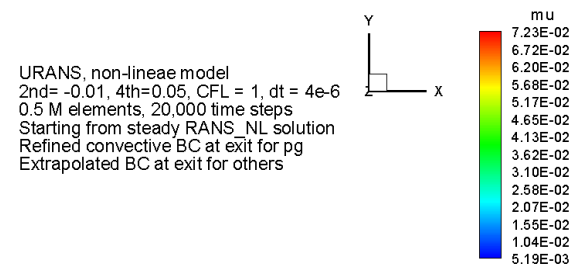 URANS, non-lineae model
2nd= -0.01, 4th=0.05, CFL = 1, dt = 4e-6
0.5 M elements, 20,000 time steps
Starting from steady RANS_NL solution
Refined convective BC at exit for pg
Extrapolated BC at exit for others
Y
Z
X
mu
7.23E-02
6.72E-02
6.20E-02
5.68E-02
5.17E-02
4.65E-02
4.13E-02
3.62E-02
3.10E-02
2.58E-02
2.07E-02
1.55E-02
1.04E-02
5.19E-03